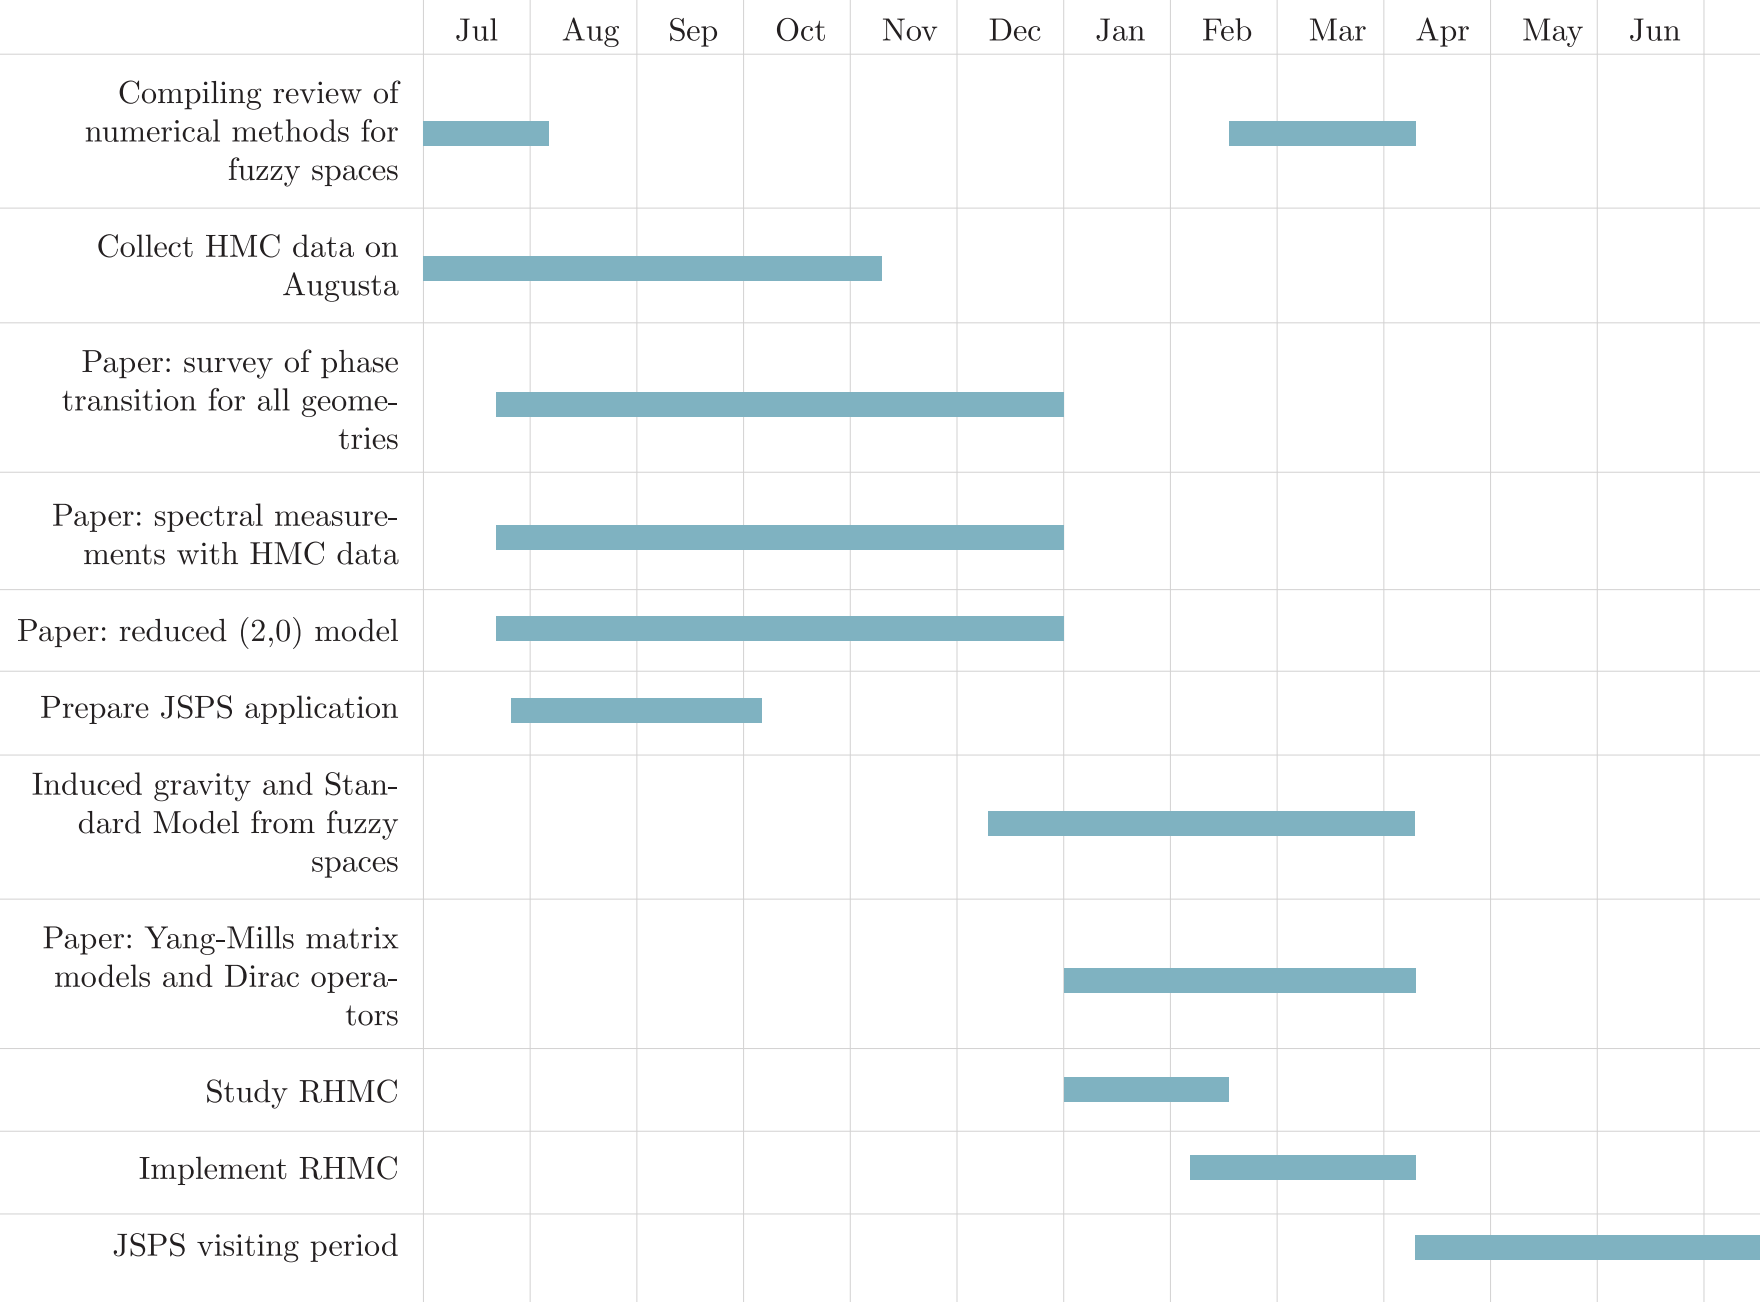 Jul Aug Sep Oct Nov Dec Jan Feb Mar Apr May Jun
Compiling review of
numerical methods for
fuzzy spaces
Collect HMC data on
Augusta
Paper: survey of phase
transition for all geome-
tries
Paper: spectral measure-
ments with HMC data
Paper: reduced (2,0) model
Prepare JSPS application
Induced gravity and Stan-
dard Model from fuzzy
spaces
Paper: Yang-Mills matrix
models and Dirac opera-
tors
Study RHMC
Implement RHMC
JSPS visiting period